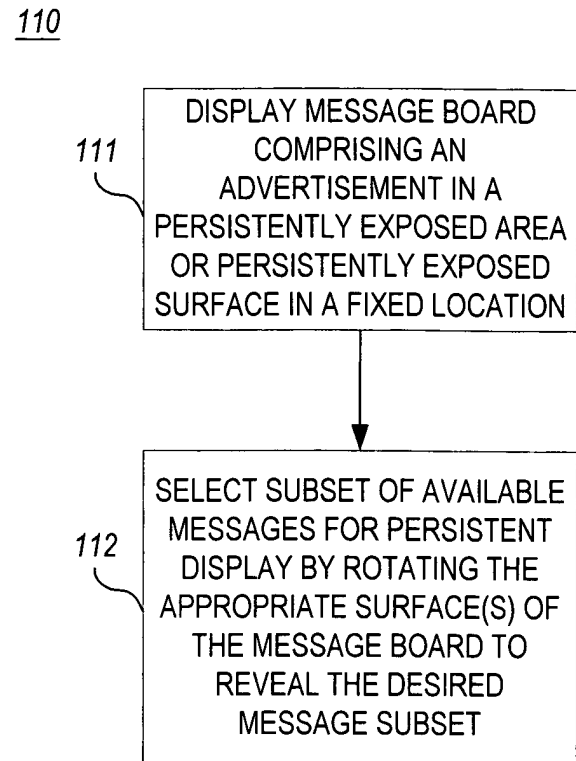 110
DISPLAY MESSAGE BOARD
COMPRISING AN
ADVERTISEMENT IN A
PERSISTENTLY EXPOSED AREA
OR PERSISTENTLY EXPOSED
SURFACE IN A FIXED LOCATION
111
SELECT SUBSET OF AVAILABLE
MESSAGES FOR PERSISTENT
DISPLAY BY ROTATING THE
APPROPRIATE SURFACE(S) OF
THE MESSAGE BOARD TO
REVEAL THE DESIRED
MESSAGE SUBSET
112